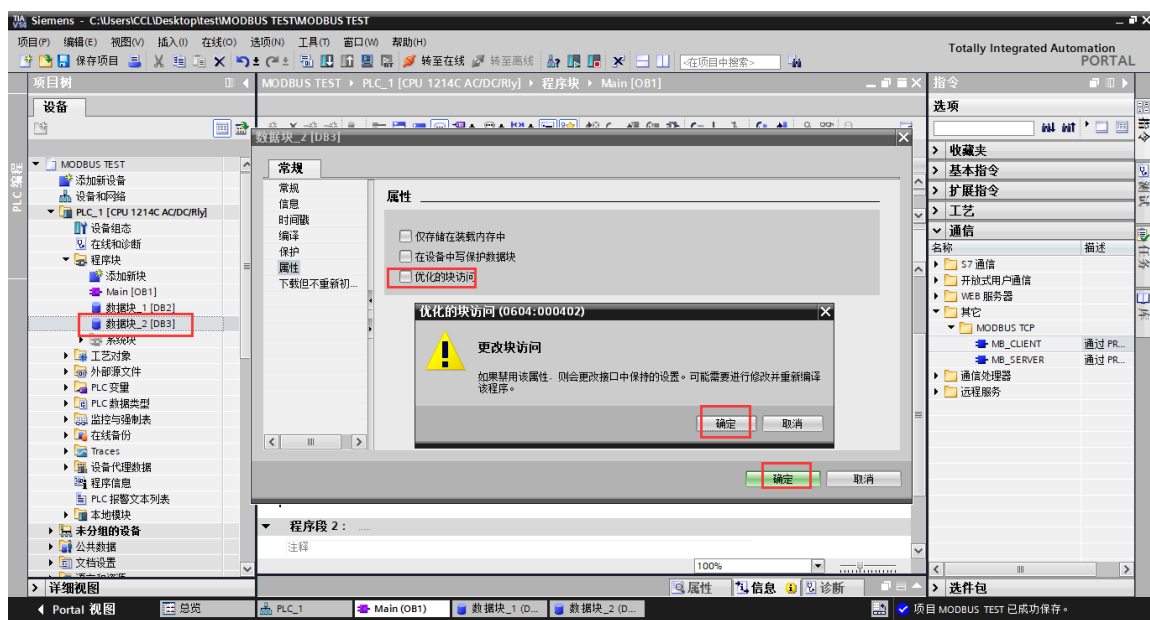 Siemens - C:\Users\CCL\Desktop\test\MODBUS TEST\MODBUS TEST
项目(P) 编辑(E) 视图(V) 插入(I) 在线(O) 选项(N) 工具(T) 窗口(W) 帮助(H)
Totally Integrated Automation
PORTAL
保存项目 转至在线 转至离线 <在项目中搜索>
项目树
MODBUS TEST PLC_1 [CPU 1214C AC/DC/Rly] 程序块 Main [OB1]
指令
设备
选项
数据块_2 [DB3]
PLC 编程
MODBUS TEST
添加新设备
设备和网络
PLC_1 [CPU 1214C AC/DC/Rly]
设备组态
在线和诊断
程序块
添加新块
Main [OB1]
数据块_1 [DB2]
数据块_2 [DB3]
系统块
工艺对象
外部源文件
PLC 变量
PLC 数据类型
监控与强制表
在线备份
Traces
设备代理数据
程序信息
PLC 报警文本列表
本地模块
未分组的设备
公共数据
文档设置
语言和资源
详细视图
常规
常规
信息
时间戳
编译
保护
属性
下载但不重新初...
属性
仅存储在装载内存中
在设备中写保护数据块
优化的块访问
优化的块访问 (0604:000402)
更改块访问
如果禁用该属性，则会更改接口中保持的设置。可能需要进行修改并重新编译
该程序。
确定 取消
确定 取消
程序段 2： .....
注释
100%
属性 信息 诊断
收藏夹
基本指令
扩展指令
工艺
通信
名称 描述
S7 通信
开放式用户通信
WEB 服务器
其它
MODBUS TCP
MB_CLIENT 通过 PR...
MB_SERVER 通过 PR...
通信处理器
远程服务
选件包
Portal 视图 总览 PLC_1 Main (OB1) 数据块_1 (D... 数据块_2 (D...
项目 MODBUS TEST 已成功保存。